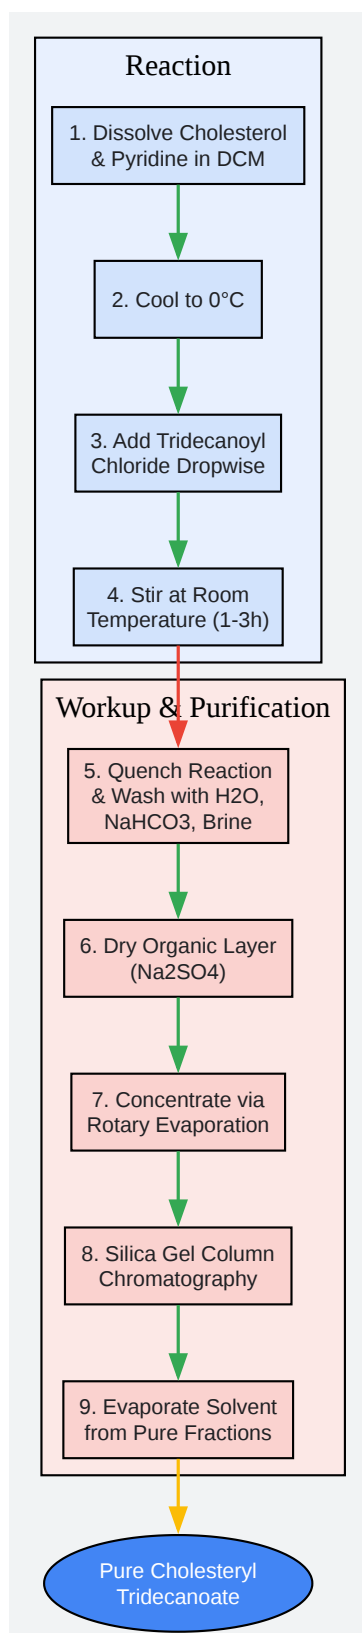 Reaction
1. Dissolve Cholesterol
& Pyridine in DCM
2. Cool to 0°C
3. Add Tridecanoyl
Chloride Dropwise
4. Stir at Room
Temperature (1-3h)
Workup & Purification
5. Quench Reaction
& Wash with H2O,
NaHCO3, Brine
6. Dry Organic Layer
(Na2SO4)
7. Concentrate via
Rotary Evaporation
8. Silica Gel Column
Chromatography
9. Evaporate Solvent
from Pure Fractions
Pure Cholesteryl
Tridecanoate